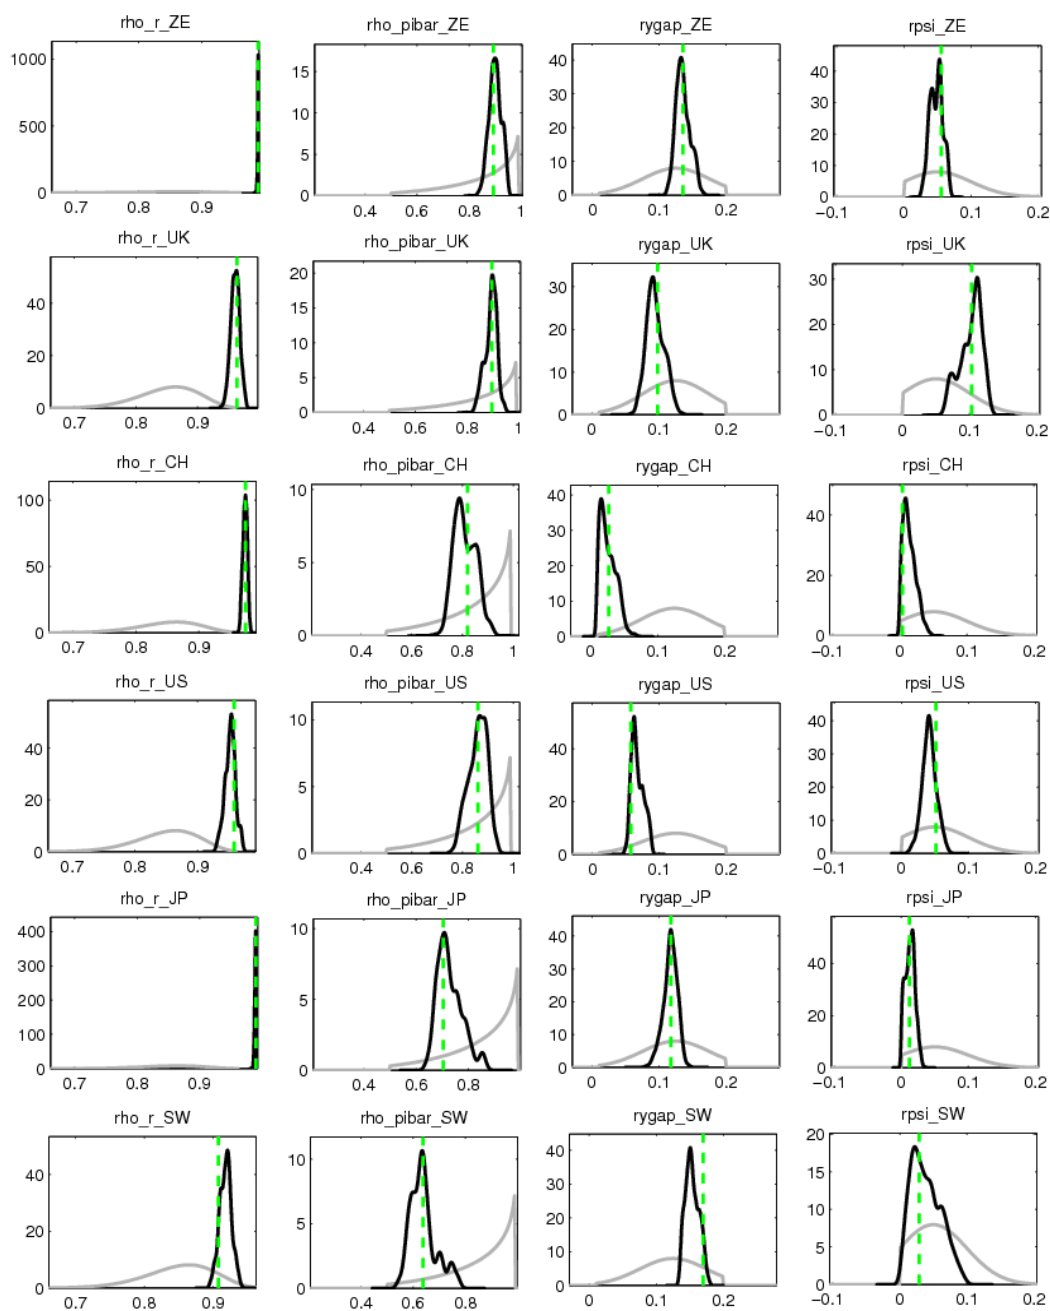 rho_r_ZE
1000
500
0
0.7 0.8 0.9
rho_pibar_ZE
15
10
5
0
0.4 0.6 0.8 1
rygap_ZE
40
30
20
10
0
0 0.1 0.2
rpsi_ZE
40
30
20
10
0
−0.1 0 0.1 0.2
rho_r_UK
40
20
0
0.7 0.8 0.9
rho_pibar_UK
20
15
10
5
0
0.4 0.6 0.8 1
rygap_UK
30
20
10
0
0 0.1 0.2
rpsi_UK
30
20
10
0
−0.1 0 0.1 0.2
rho_r_CH
100
50
0
0.7 0.8 0.9
rho_pibar_CH
10
5
0
0.4 0.6 0.8 1
rygap_CH
40
30
20
10
0
0 0.1 0.2
rpsi_CH
40
20
0
−0.1 0 0.1 0.2
rho_r_US
40
20
0
0.7 0.8 0.9
rho_pibar_US
10
5
0
0.4 0.6 0.8 1
rygap_US
40
20
0
0 0.1 0.2
rpsi_US
40
30
20
10
0
−0.1 0 0.1 0.2
rho_r_JP
400
300
200
100
0
0.7 0.8 0.9
rho_pibar_JP
10
5
0
0.4 0.6 0.8
rygap_JP
40
30
20
10
0
0 0.1 0.2
rpsi_JP
40
20
0
−0.1 0 0.1 0.2
rho_r_SW
40
20
0
0.7 0.8 0.9
rho_pibar_SW
10
5
0
0.4 0.6 0.8
rygap_SW
40
30
20
10
0
0 0.1 0.2
rpsi_SW
20
15
10
5
0
−0.1 0 0.1 0.2